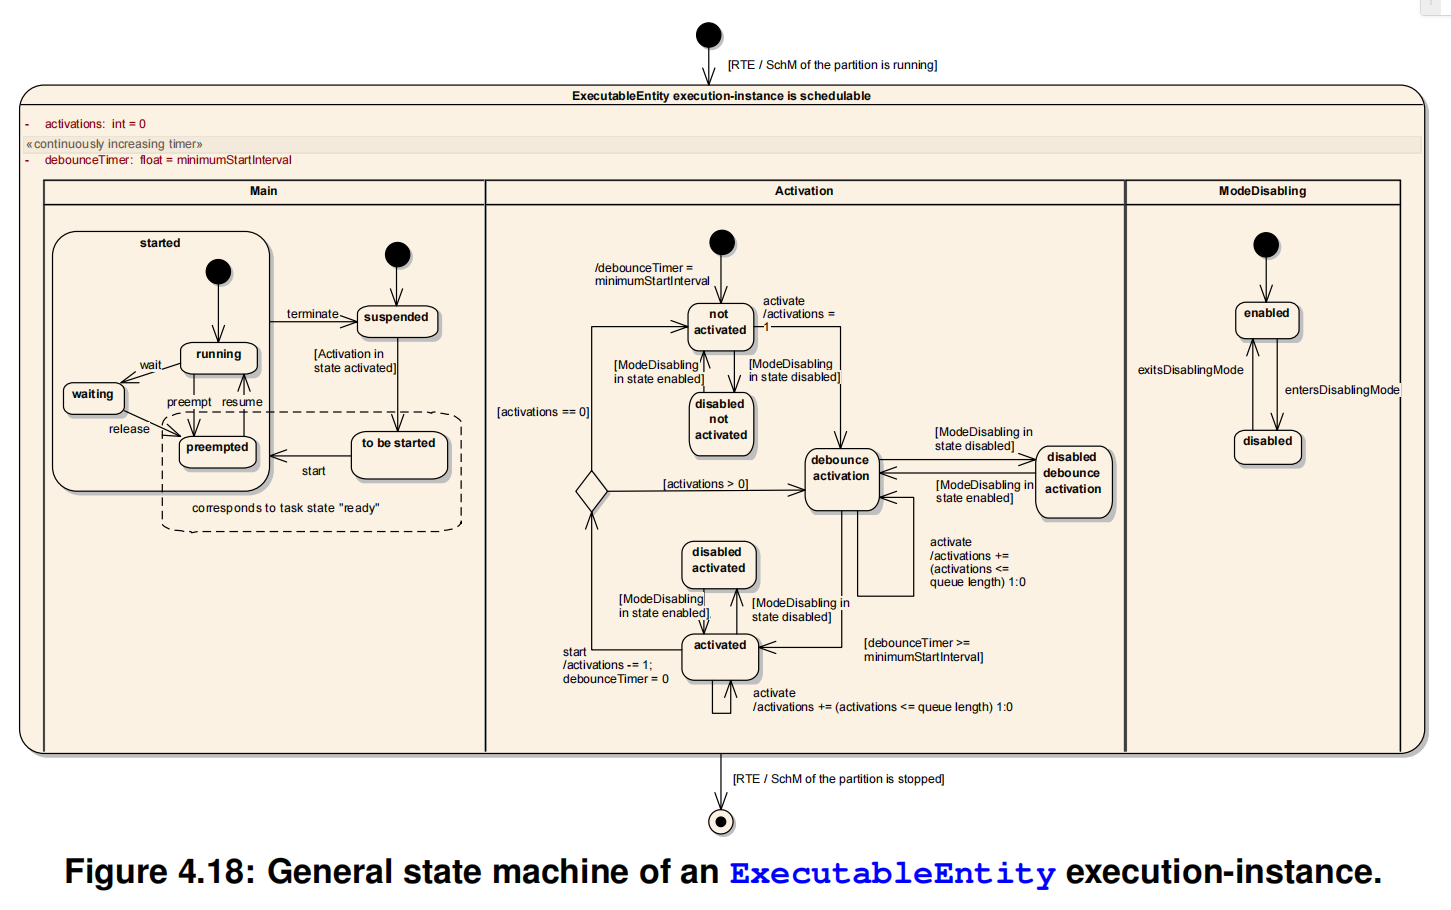 [RTE / SchM of the partition is running]
ExecutableEntity execution-instance is schedulable
- activations: int = 0
«continuously increasing timer»
- debounceTimer: float = minimumStartInterval
Main
started
running
wait
waiting
preempt
resume
release
preempted
terminate
suspended
[Activation in
state activated]
to be started
start
corresponds to task state "ready"
Activation
/debounceTimer =
minimumStartInterval
not
activated
activate
/activations =
1
[ModeDisabling
in state enabled]
[ModeDisabling
in state disabled]
disabled
not
activated
[activations == 0]
[activations > 0]
debounce
activation
[ModeDisabling in
state disabled]
[ModeDisabling in
state enabled]
disabled
debounce
activation
activate
/activations +=
(activations <=
queue length) 1:0
disabled
activated
[ModeDisabling
in state enabled]
[ModeDisabling in
state disabled]
activated
[debounceTimer >=
minimumStartInterval]
start
/activations -= 1;
debounceTimer = 0
activate
/activations += (activations <= queue length) 1:0
ModeDisabling
enabled
exitsDisablingMode
entersDisablingMode
disabled
[RTE / SchM of the partition is stopped]
Figure 4.18: General state machine of an ExecutableEntity execution-instance.